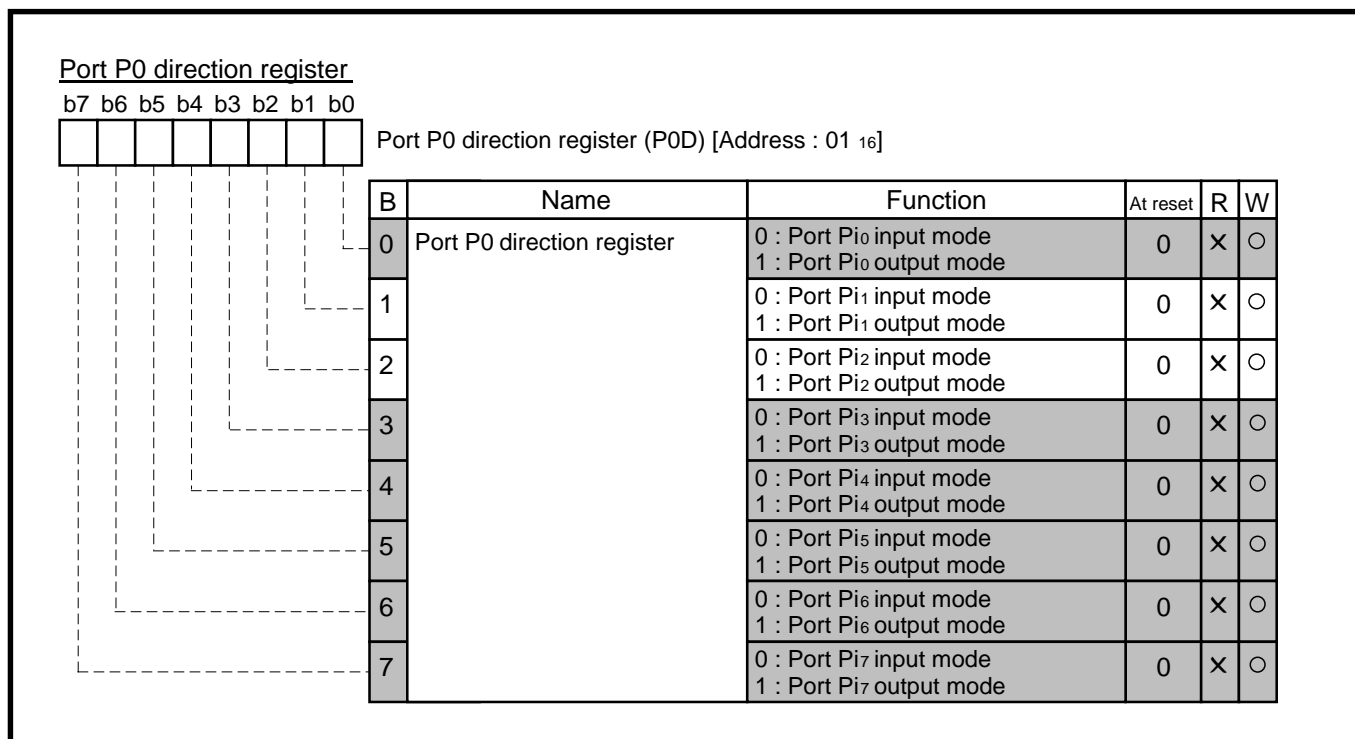 Port P0 direction register
b7 b6 b5 b4 b3 b2 b1 b0
Port P0 direction register (P0D) [Address : 01 16]
B Name Function At reset R W
0 Port P0 direction register 0 : Port Pi0 input mode 0 × ○
1 : Port Pi0 output mode
1 0 : Port Pi1 input mode 0 × ○
1 : Port Pi1 output mode
2 0 : Port Pi2 input mode 0 × ○
1 : Port Pi2 output mode
3 0 : Port Pi3 input mode 0 × ○
1 : Port Pi3 output mode
4 0 : Port Pi4 input mode 0 × ○
1 : Port Pi4 output mode
5 0 : Port Pi5 input mode 0 × ○
1 : Port Pi5 output mode
6 0 : Port Pi6 input mode 0 × ○
1 : Port Pi6 output mode
7 0 : Port Pi7 input mode 0 × ○
1 : Port Pi7 output mode